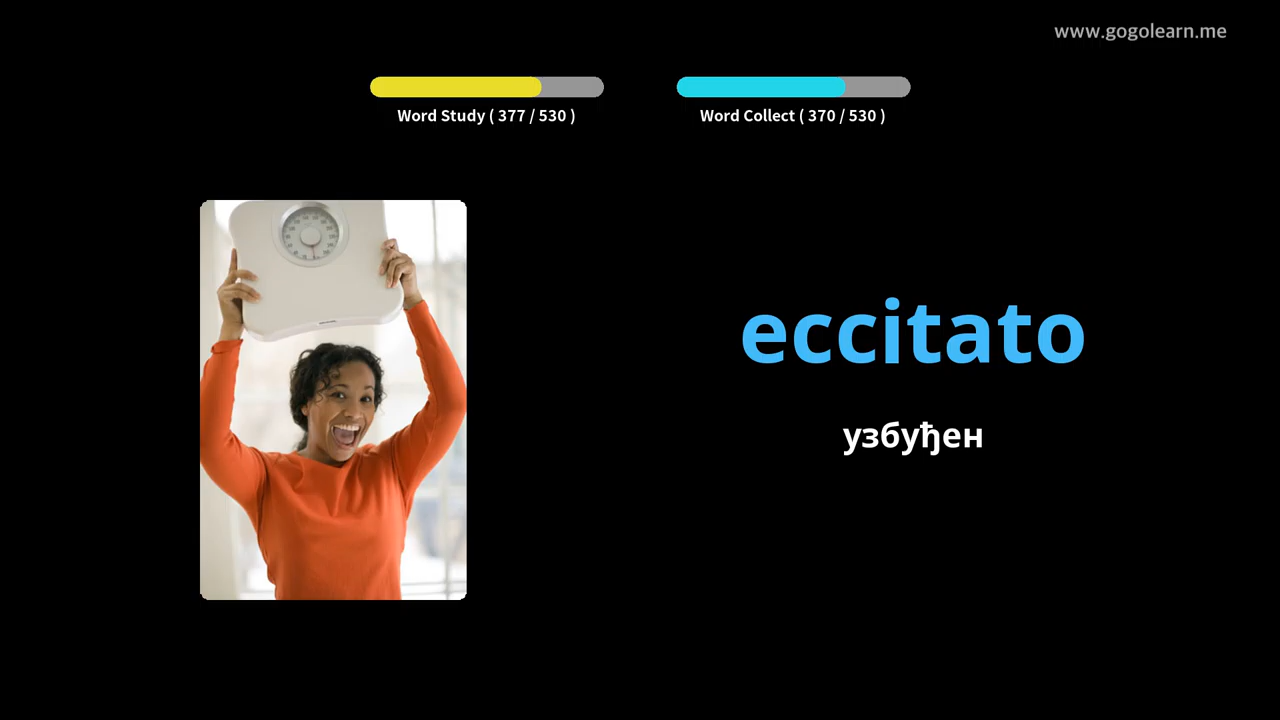 www.gogolearn.me
Word Study ( 377 / 530 )
Word Collect ( 370 / 530 )
eccitato
узбуђен